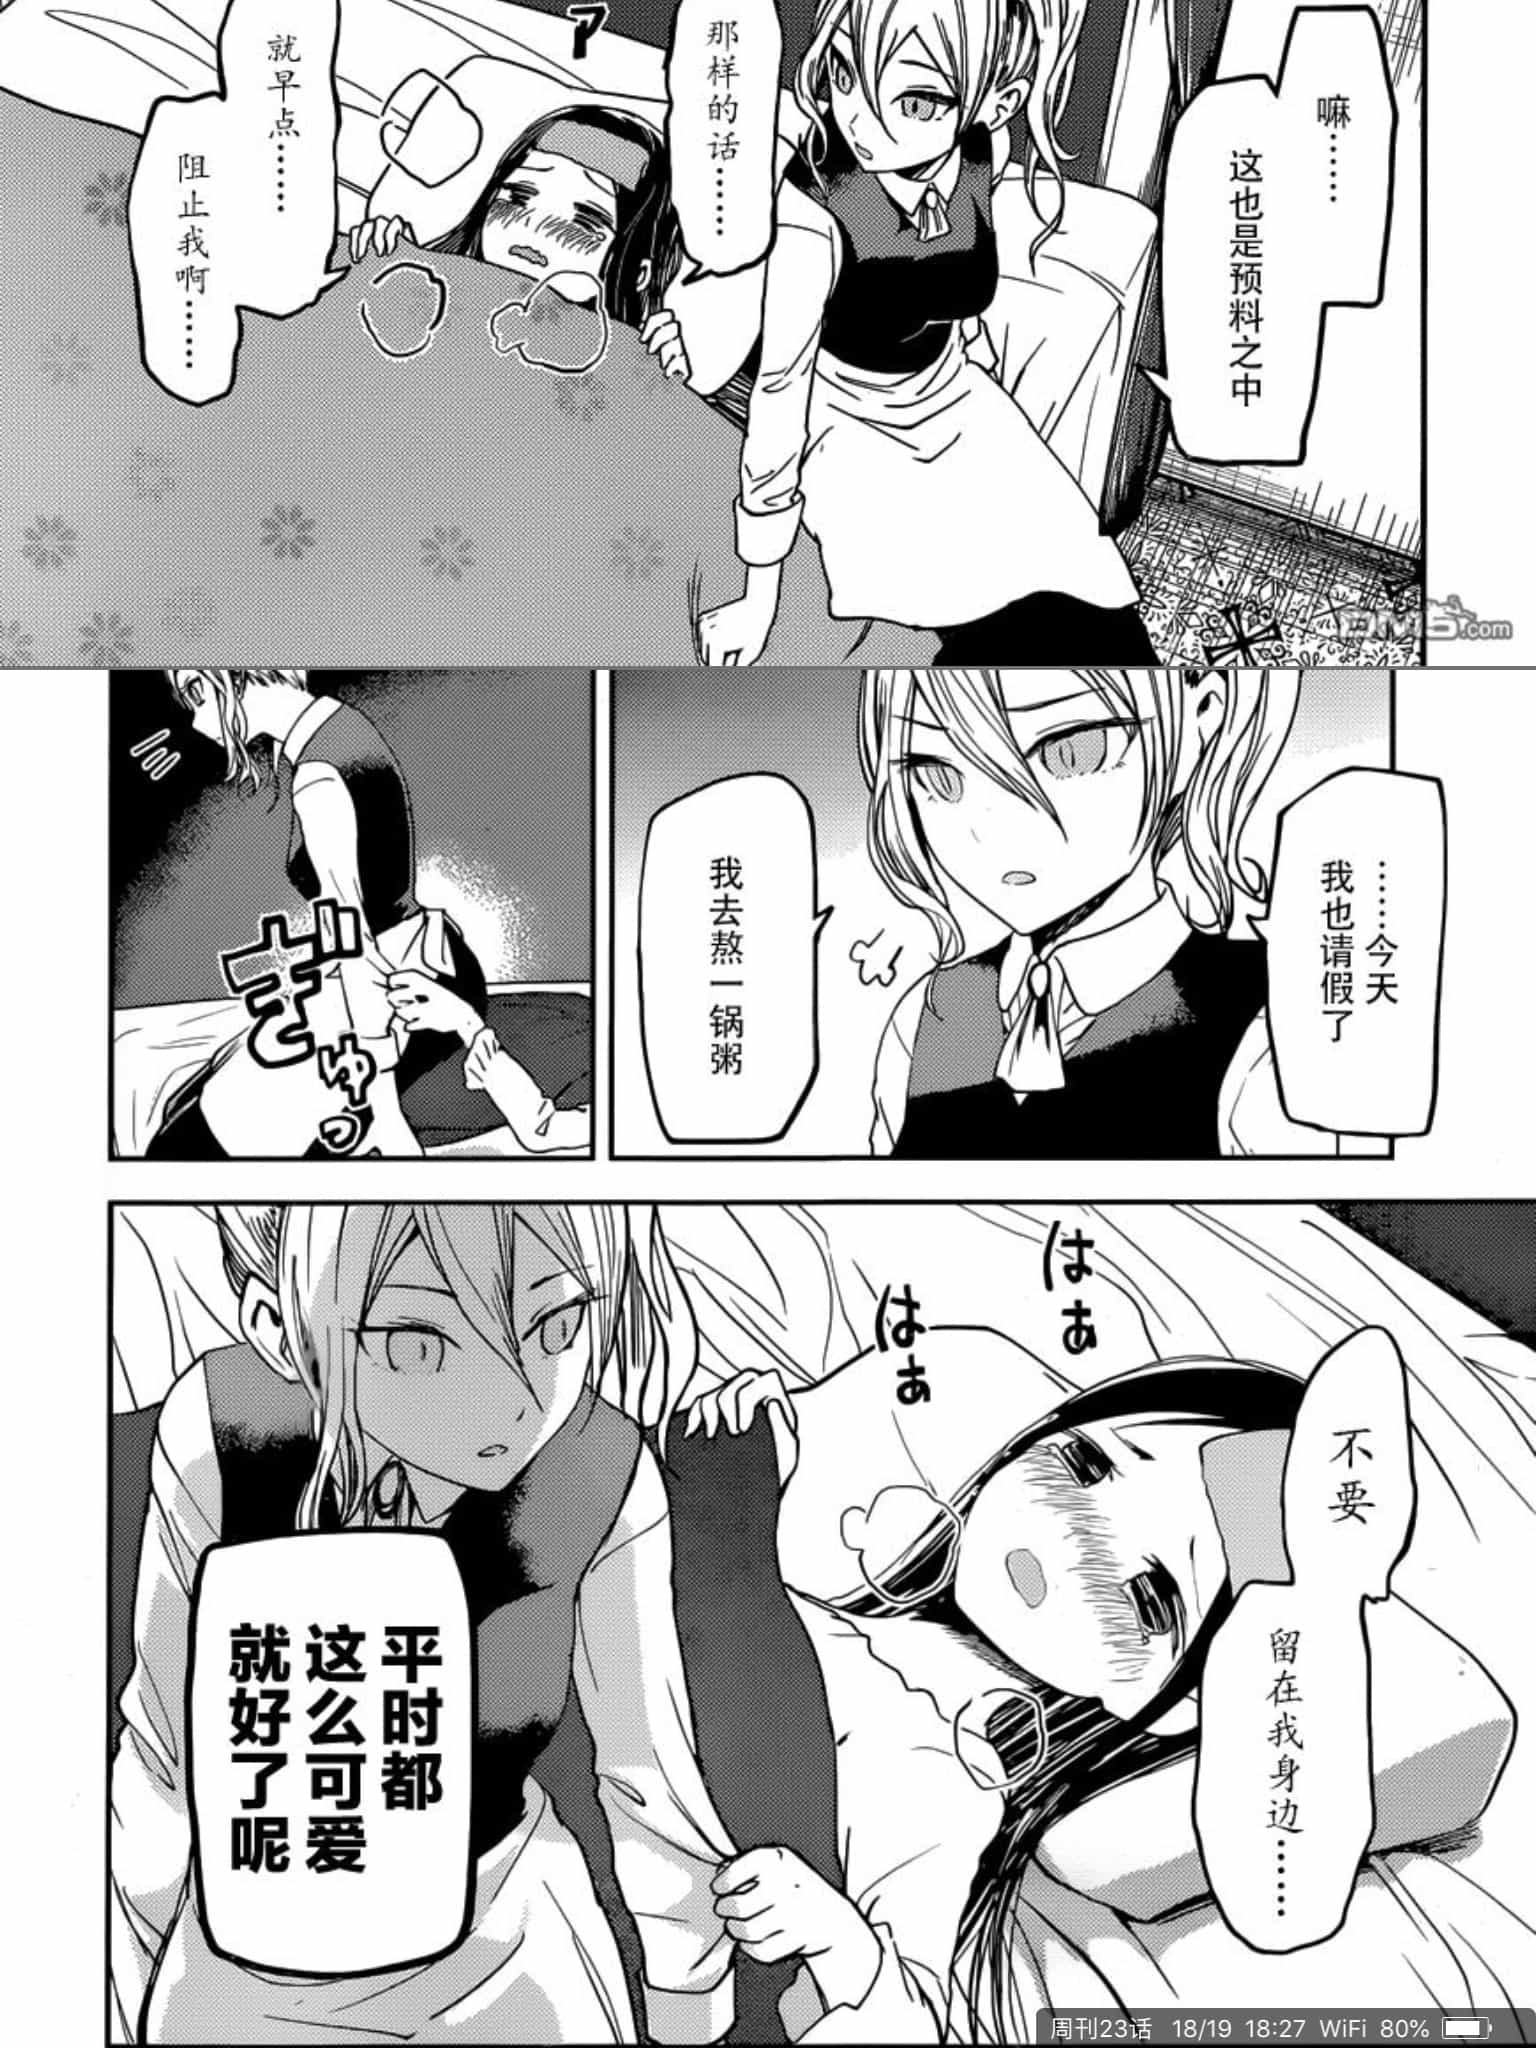 嘛……
这也是预料之中
ァ
那样的话……
就早点……
阻止我啊……
……今天
我也请假了
我去熬一锅粥
ぎゅっ
はぁ
はぁ
不要
留在我身边……
平时都
这么可爱
就好了呢
周刊23话 18/19 18:27 WiFi 80%